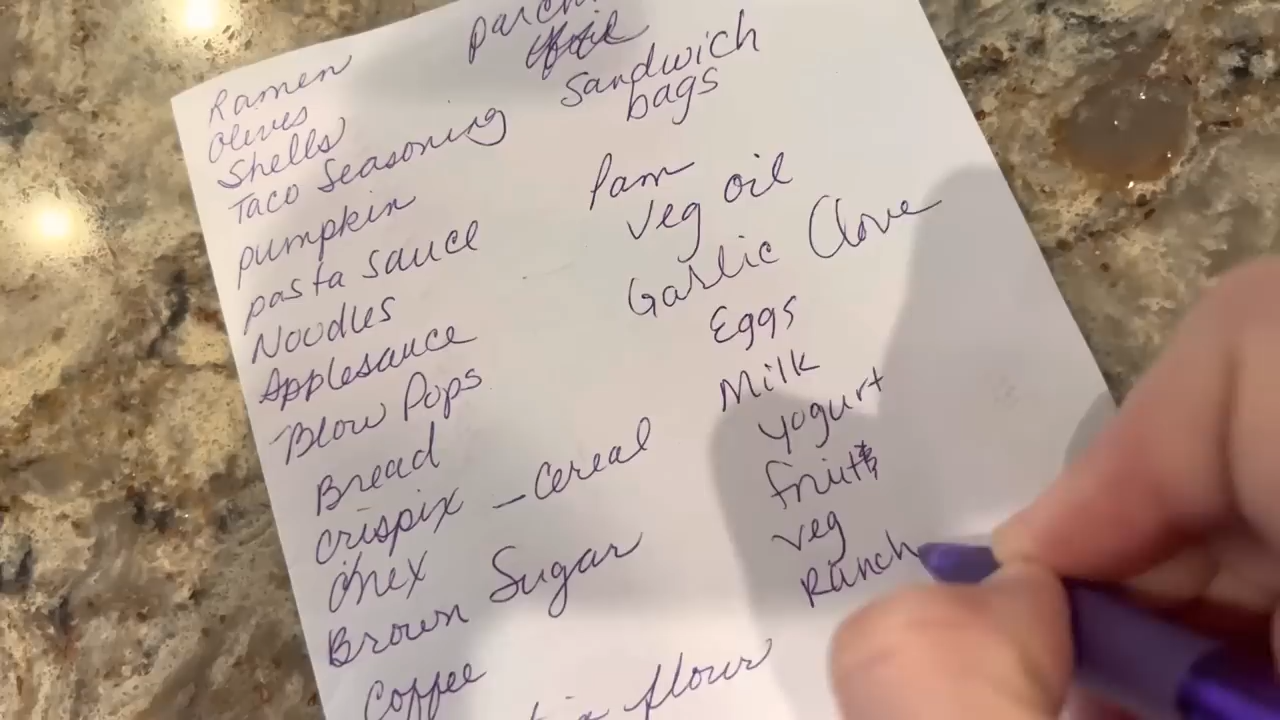 Ramen
Olives
Shells
Taco Seasoning
pumpkin
pasta sauce
Noodles
Applesauce
Blow Pops
Bread
Crispix - Cereal
Chex
Brown Sugar
Coffee
flour
Sandwich
bags
Pam
Veg oil
Garlic Clove
Eggs
Milk
yogurt
fruit
veg
Ranch